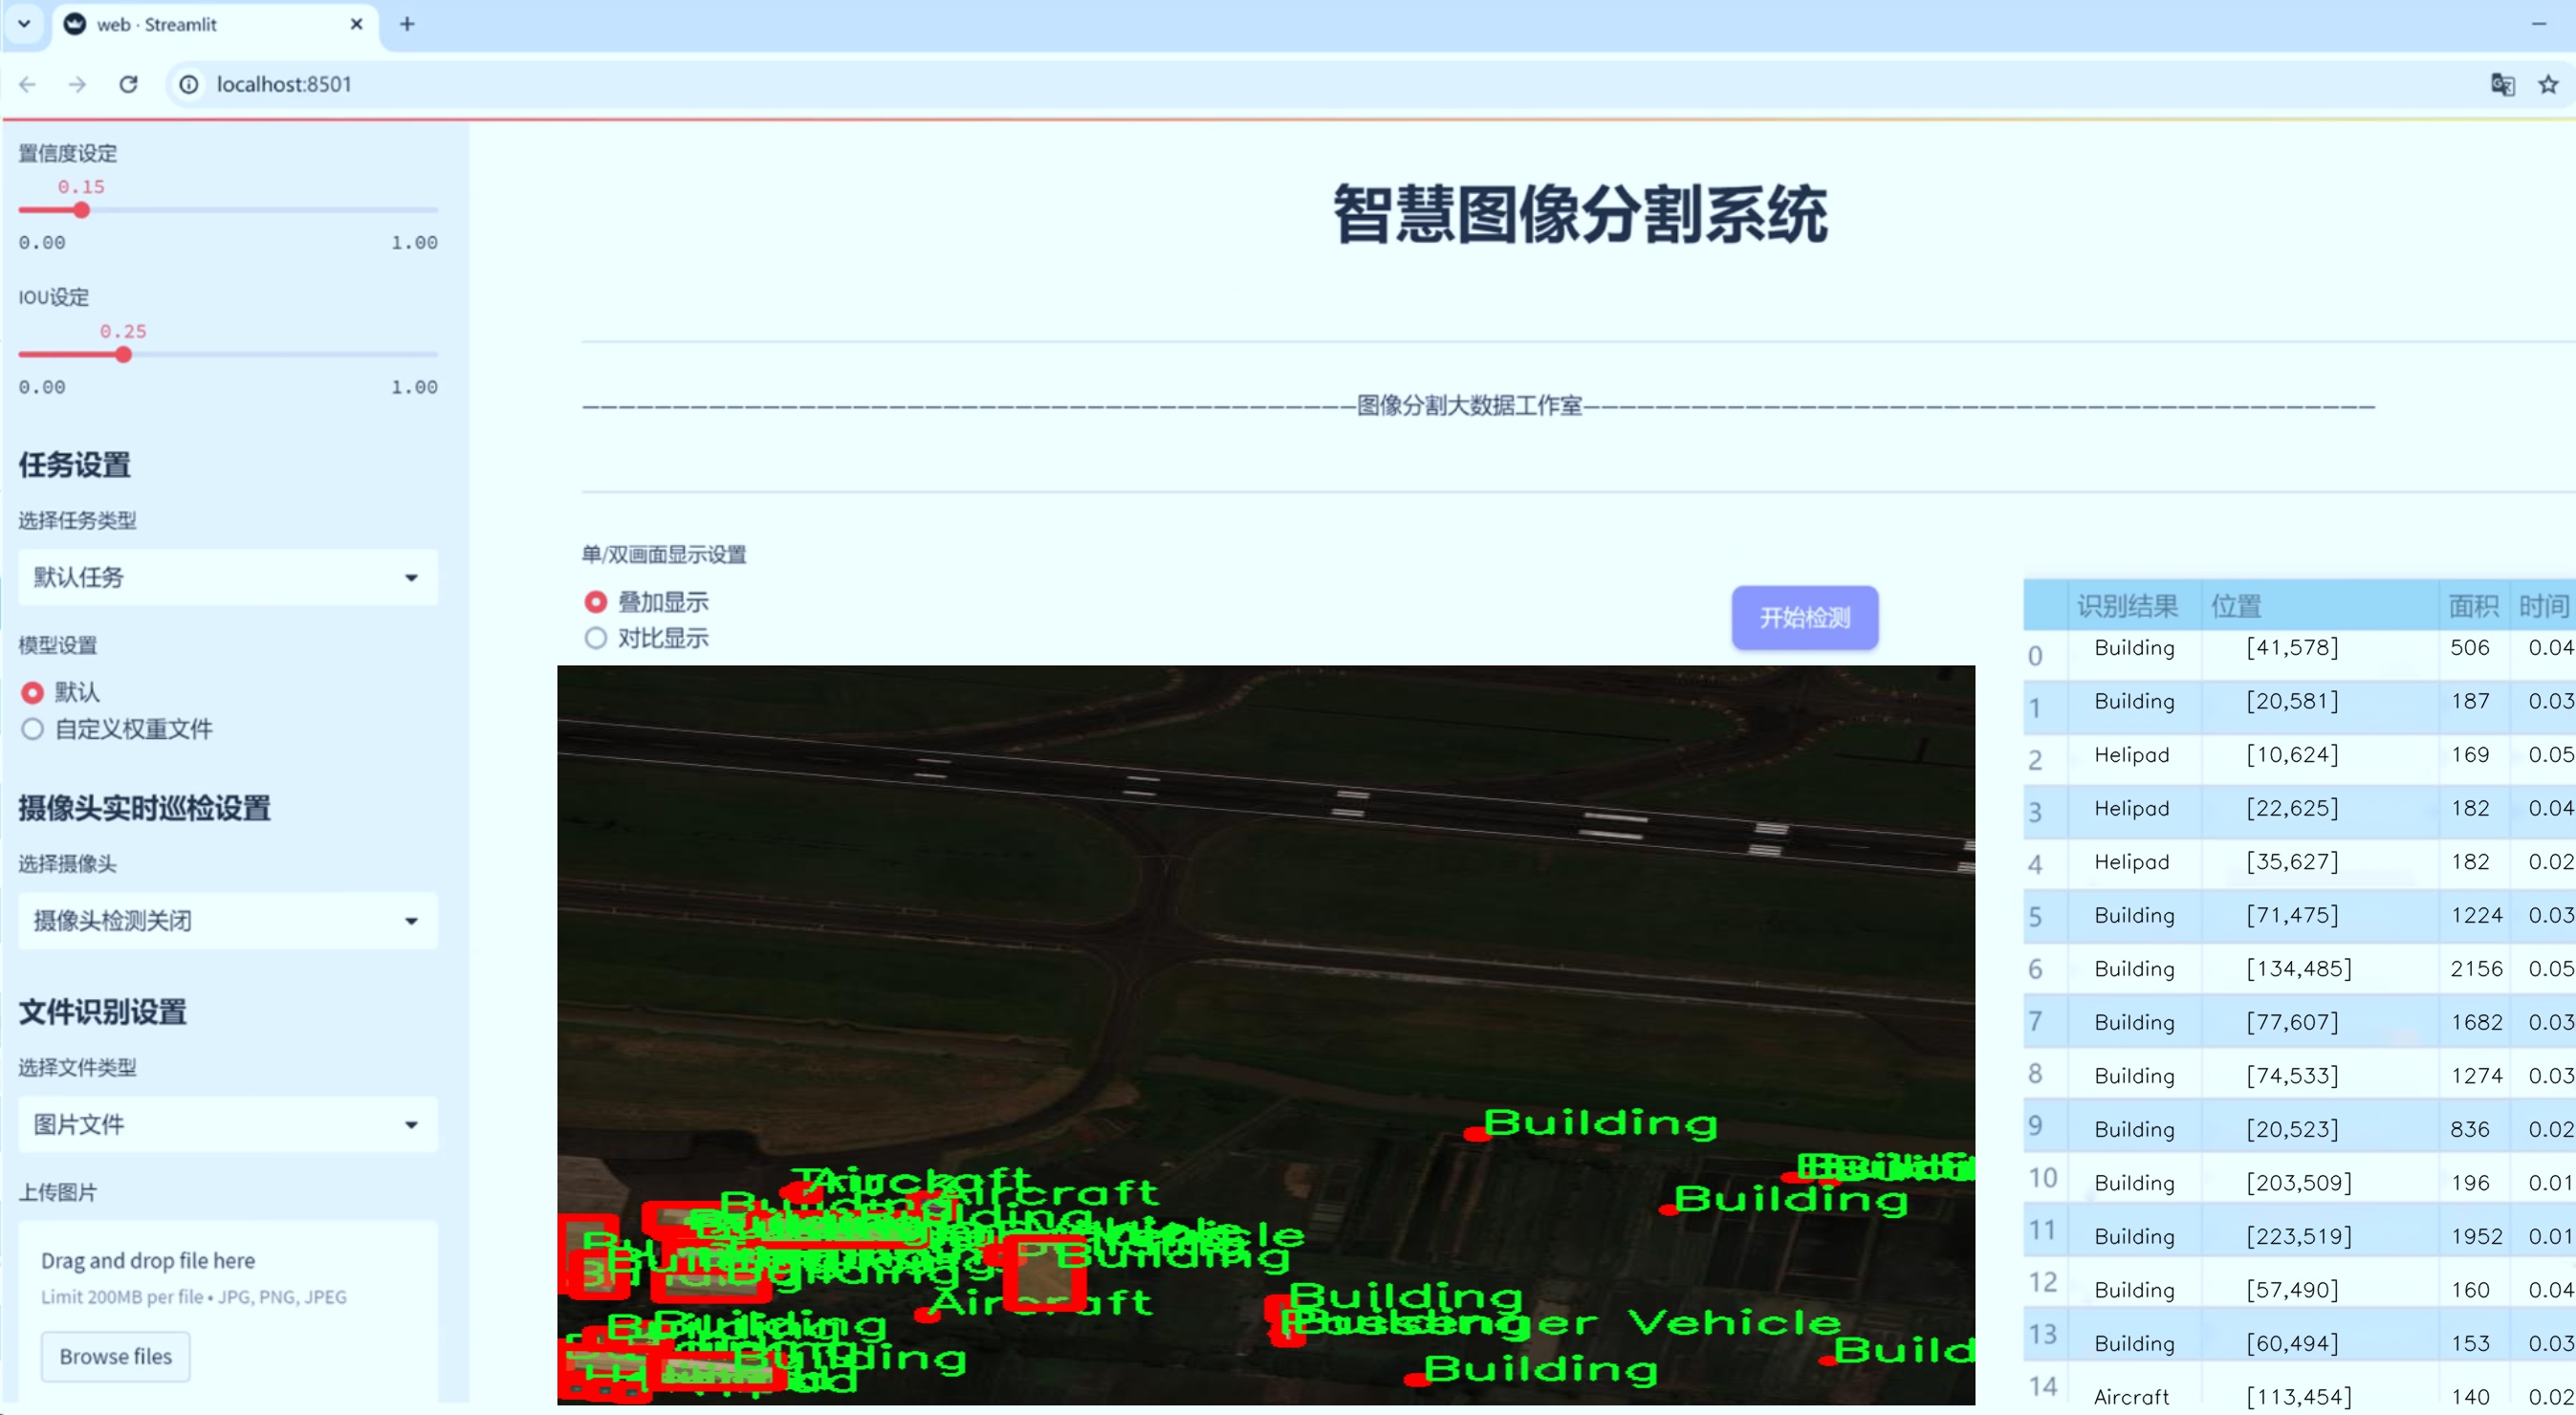 web · Streamlit
localhost:8501
置信度设定
0.15
0.00 1.00
IOU设定
0.25
0.00 1.00
任务设置
选择任务类型
默认任务
模型设置
默认
自定义权重文件
摄像头实时巡检设置
选择摄像头
摄像头检测关闭
文件识别设置
选择文件类型
图片文件
上传图片
Drag and drop file here
Limit 200MB per file • JPG, PNG, JPEG
Browse files
智慧图像分割系统
图像分割大数据工作室
单/双画面显示设置
叠加显示
对比显示
开始检测
Building
Building
Aircraft
Aircraft
Building
Building
Aircraft
Building
Passenger Vehicle
Build
Building
Building
Building
识别结果 位置 面积 时间
0 Building [41,578] 506 0.04
1 Building [20,581] 187 0.03
2 Helipad [10,624] 169 0.05
3 Helipad [22,625] 182 0.04
4 Helipad [35,627] 182 0.02
5 Building [71,475] 1224 0.03
6 Building [134,485] 2156 0.05
7 Building [77,607] 1682 0.03
8 Building [74,533] 1274 0.03
9 Building [20,523] 836 0.02
10 Building [203,509] 196 0.01
11 Building [223,519] 1952 0.01
12 Building [57,490] 160 0.04
13 Building [60,494] 153 0.03
14 Aircraft [113,454] 140 0.02